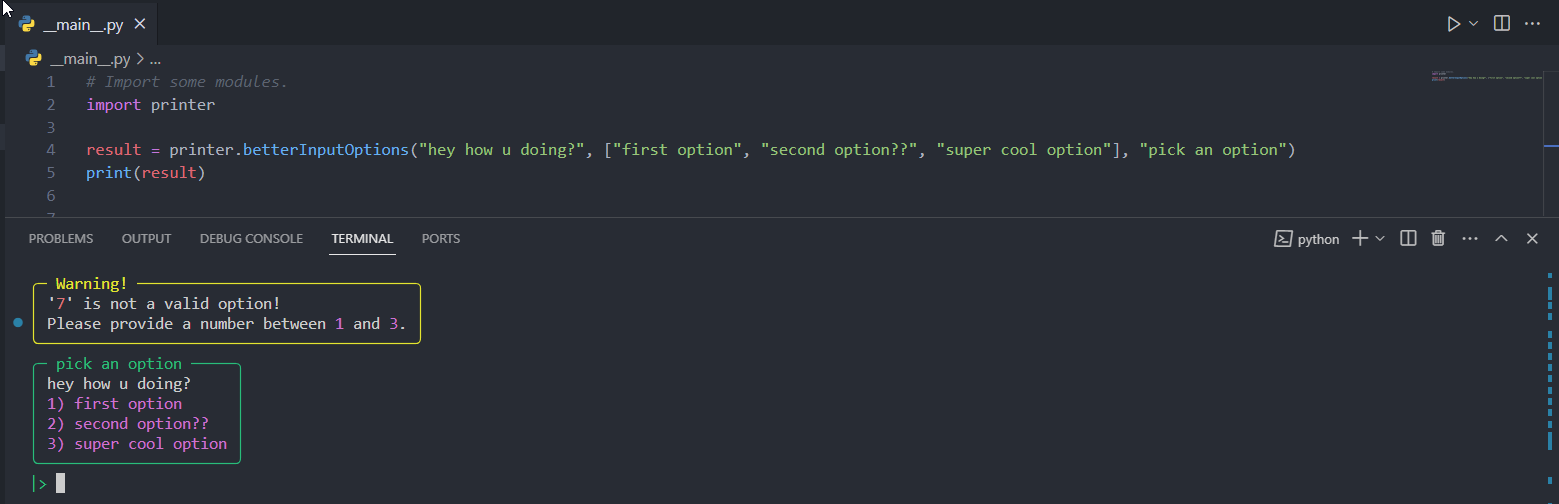 __main__.py
__main__.py > ...
1 # Import some modules.
2 import printer
3
4 result = printer.betterInputOptions("hey how u doing?", ["first option", "second option??", "super cool option"], "pick an option")
5 print(result)
6
7
PROBLEMS OUTPUT DEBUG CONSOLE TERMINAL PORTS python
Warning!
'7' is not a valid option!
Please provide a number between 1 and 3.
pick an option
hey how u doing?
1) first option
2) second option??
3) super cool option
|>